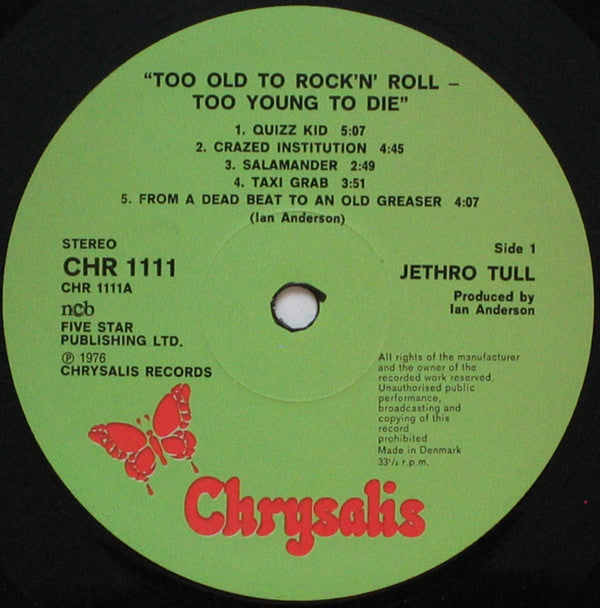 “TOO OLD TO ROCK’N’ ROLL –
TOO YOUNG TO DIE”
1. QUIZZ KID 5:07
2. CRAZED INSTITUTION 4:45
3. SALAMANDER 2:49
4. TAXI GRAB 3:51
5. FROM A DEAD BEAT TO AN OLD GREASER 4:07
(Ian Anderson)
STEREO
CHR 1111
CHR 1111A
ncb
FIVE STAR
PUBLISHING LTD.
℗ 1976
CHRYSALIS RECORDS
Side 1
JETHRO TULL
Produced by
Ian Anderson
All rights of the manufacturer
and the owner of the
recorded work reserved.
Unauthorised public
performance,
broadcasting and
copying of this
record
prohibited
Made in Denmark
33⅓ r.p.m.
Chrysalis